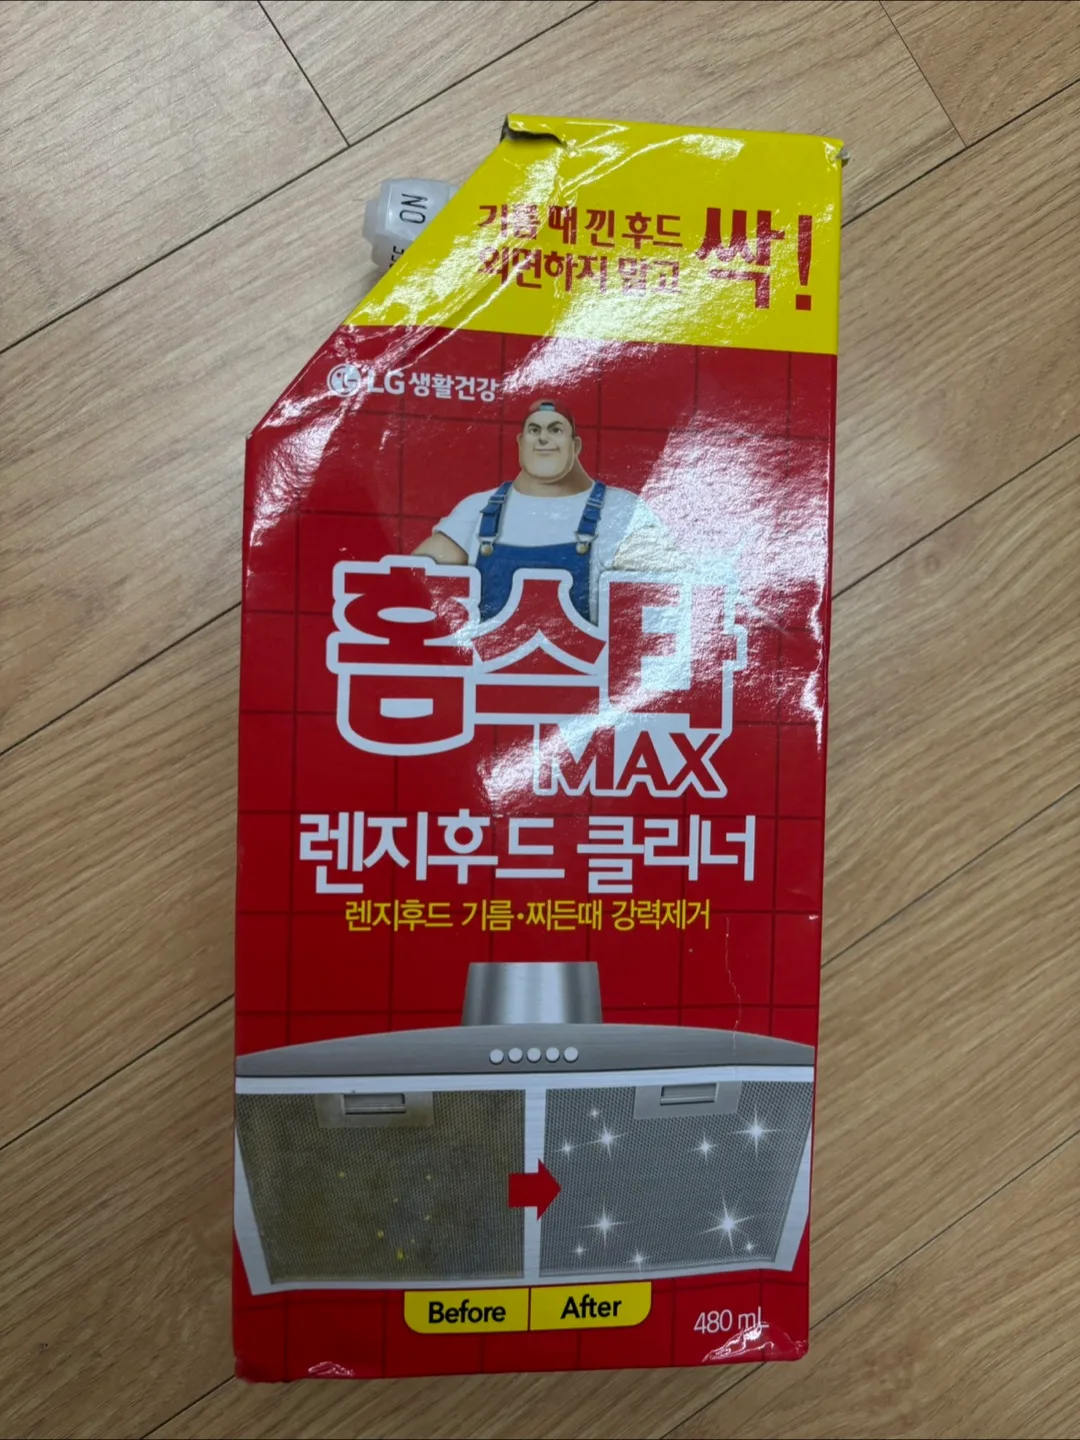 ON
기름 때 낀 후드
외면하지 말고
싹!
LG생활건강
홈스타
MAX
렌지후드 클리너
렌지후드 기름·찌든때 강력제거
Before
After
480 mL